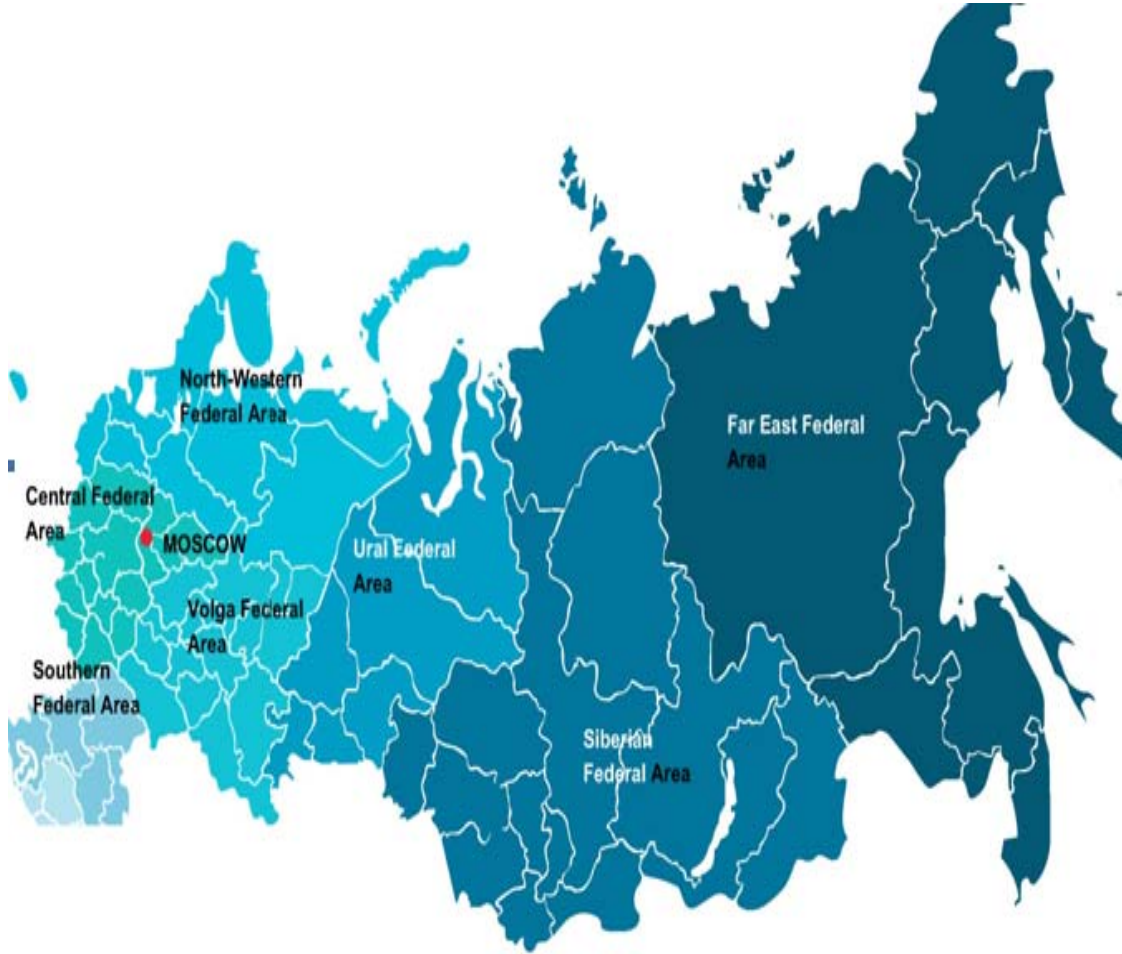 North-Western
Federal Area
Far East Federal
Area
Central Federal
Area
MOSCOW
Ural Federal
Area
Volga Federal
Area
Southern
Federal Area
Siberian
Federal Area